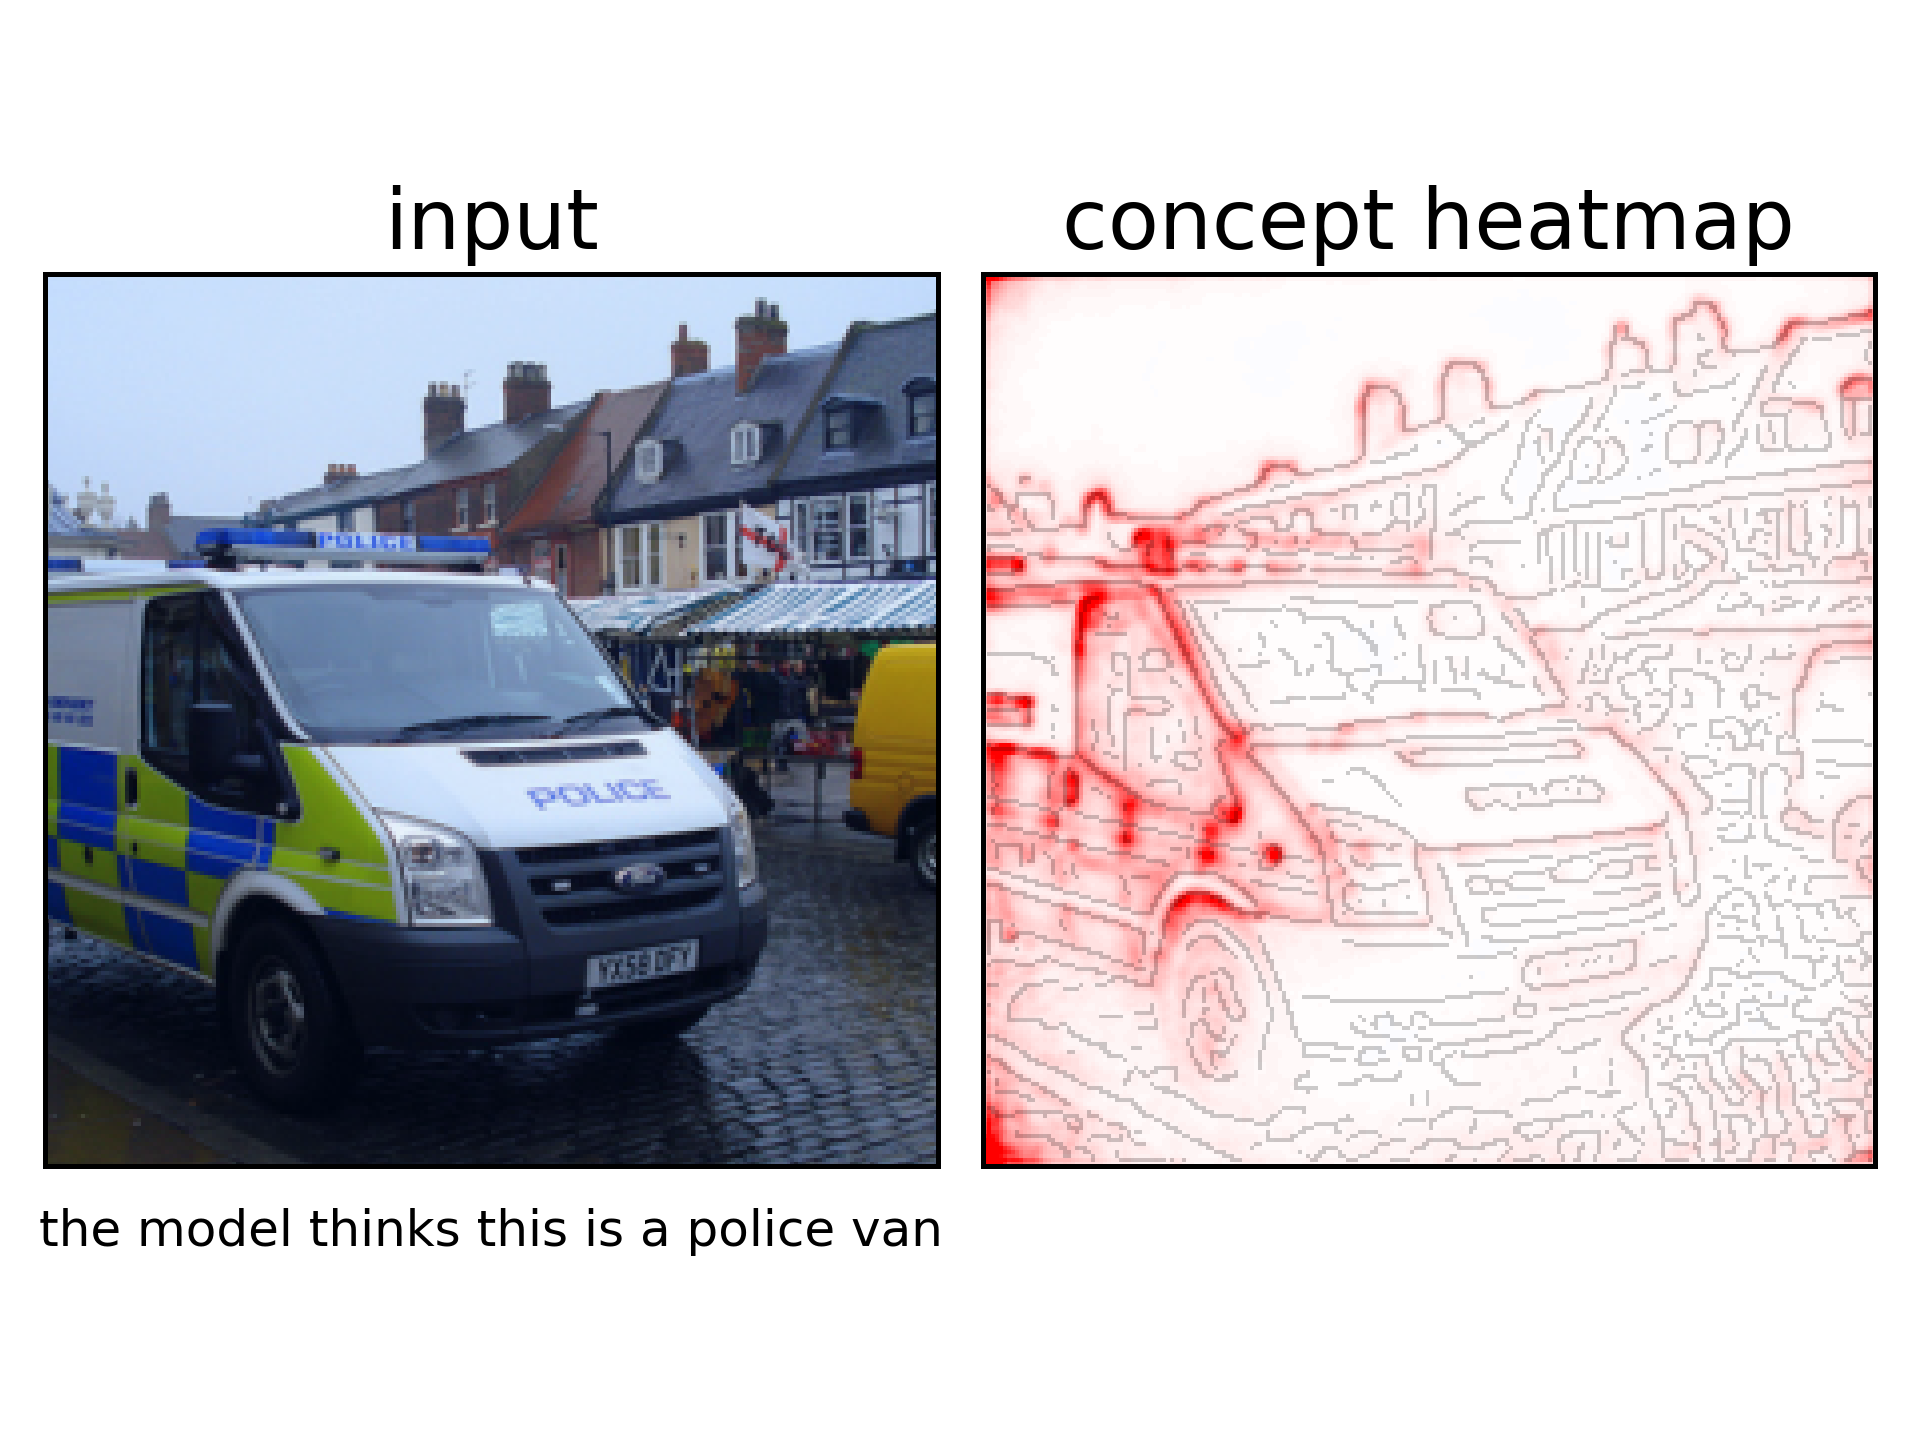 input
concept heatmap
POLICE
POLICE
YX58 DFY
the model thinks this is a police van